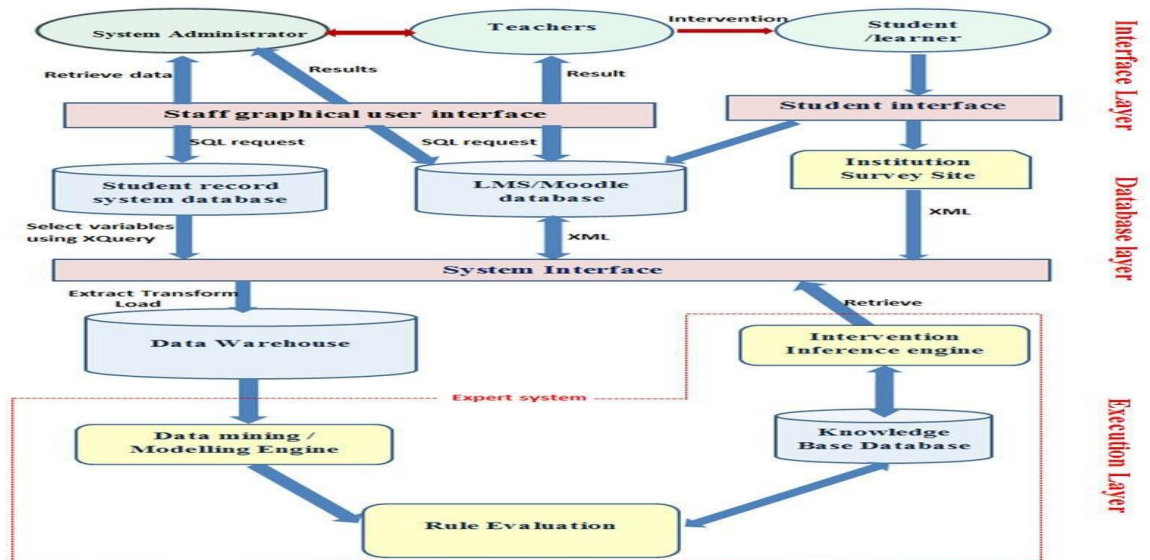 System Administrator
Teachers
Intervention
Student
/learner
Retrieve data
Results
Result
Staff graphical user interface
Student interface
SQL request
SQL request
Student record
system database
LMS/Moodle
database
Institution
Survey Site
Select variables
using XQuery
XML
XML
System Interface
Extract Transform
Load
Retrieve
Data Warehouse
Intervention
Inference engine
Expert system
Data mining /
Modelling Engine
Knowledge
Base Database
Rule Evaluation
Interface Layer
Database layer
Execution Layer